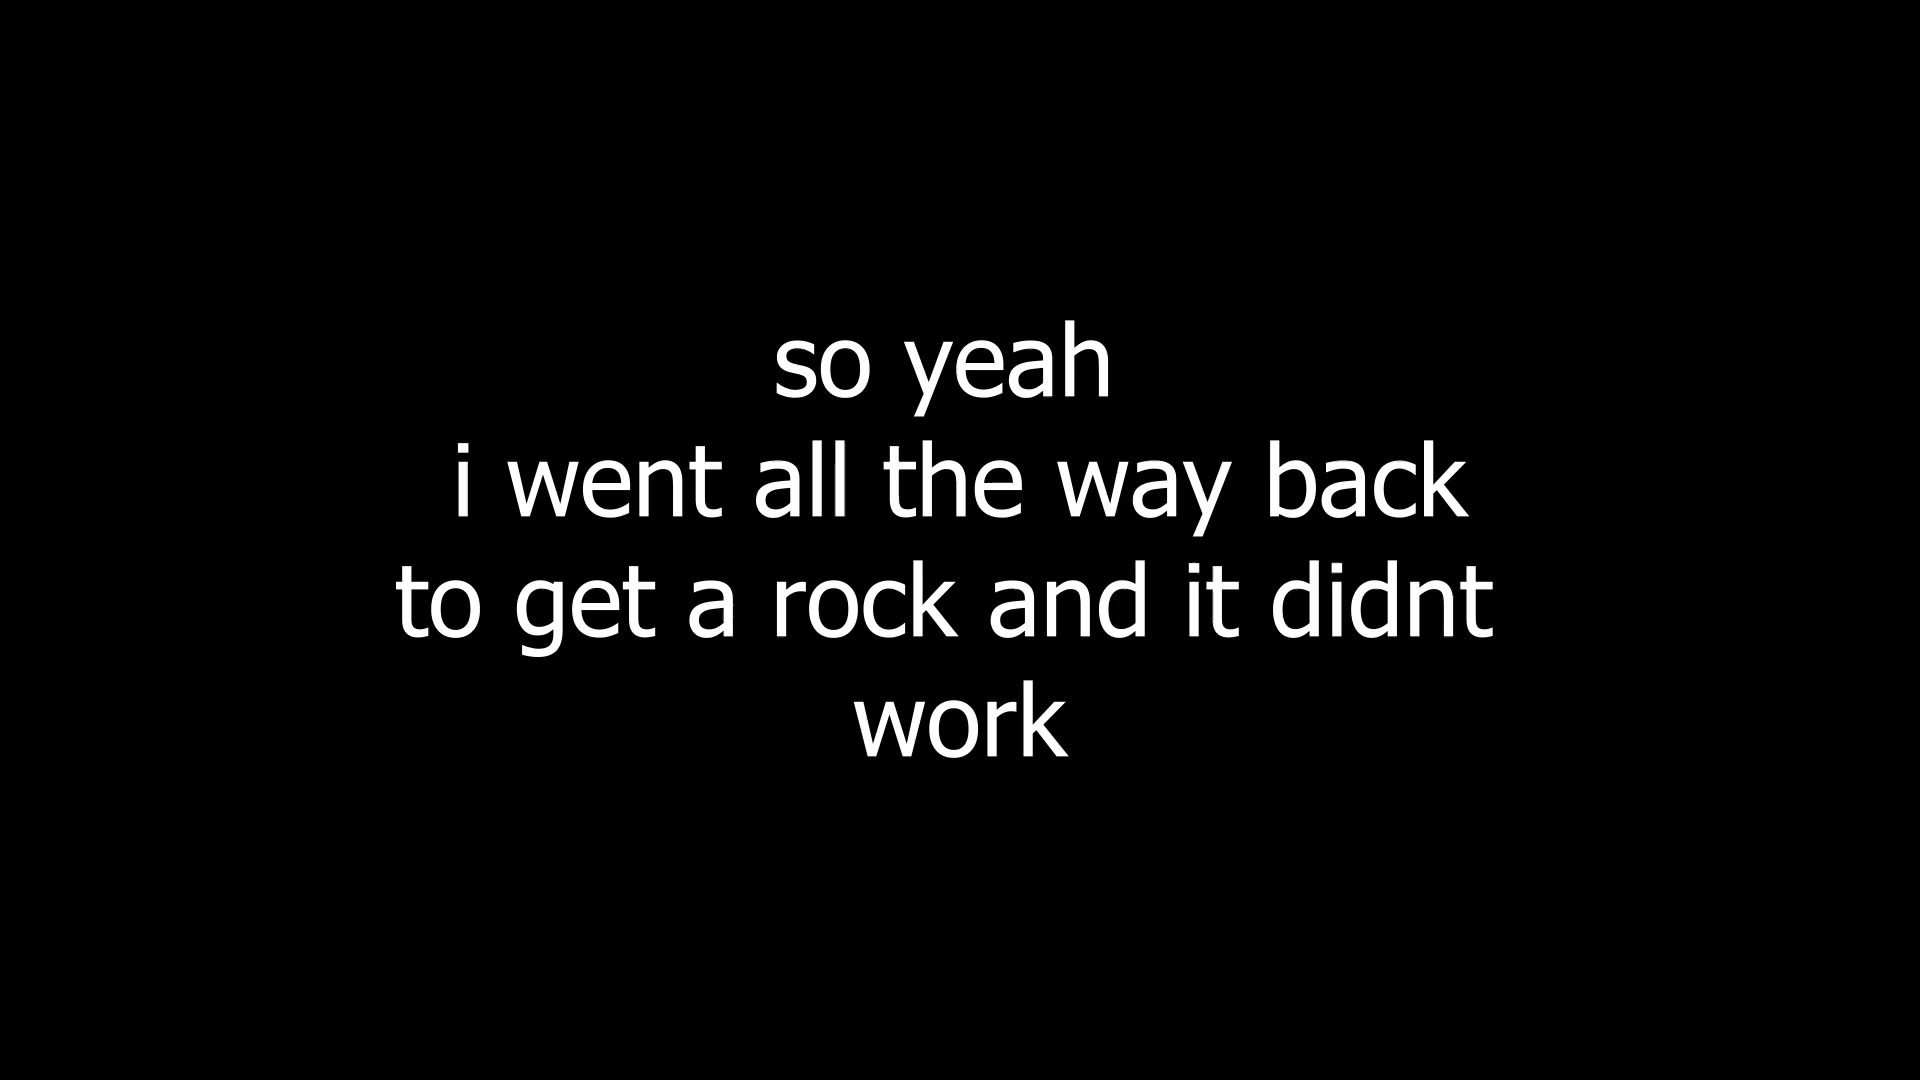 so yeah
i went all the way back
to get a rock and it didnt
work